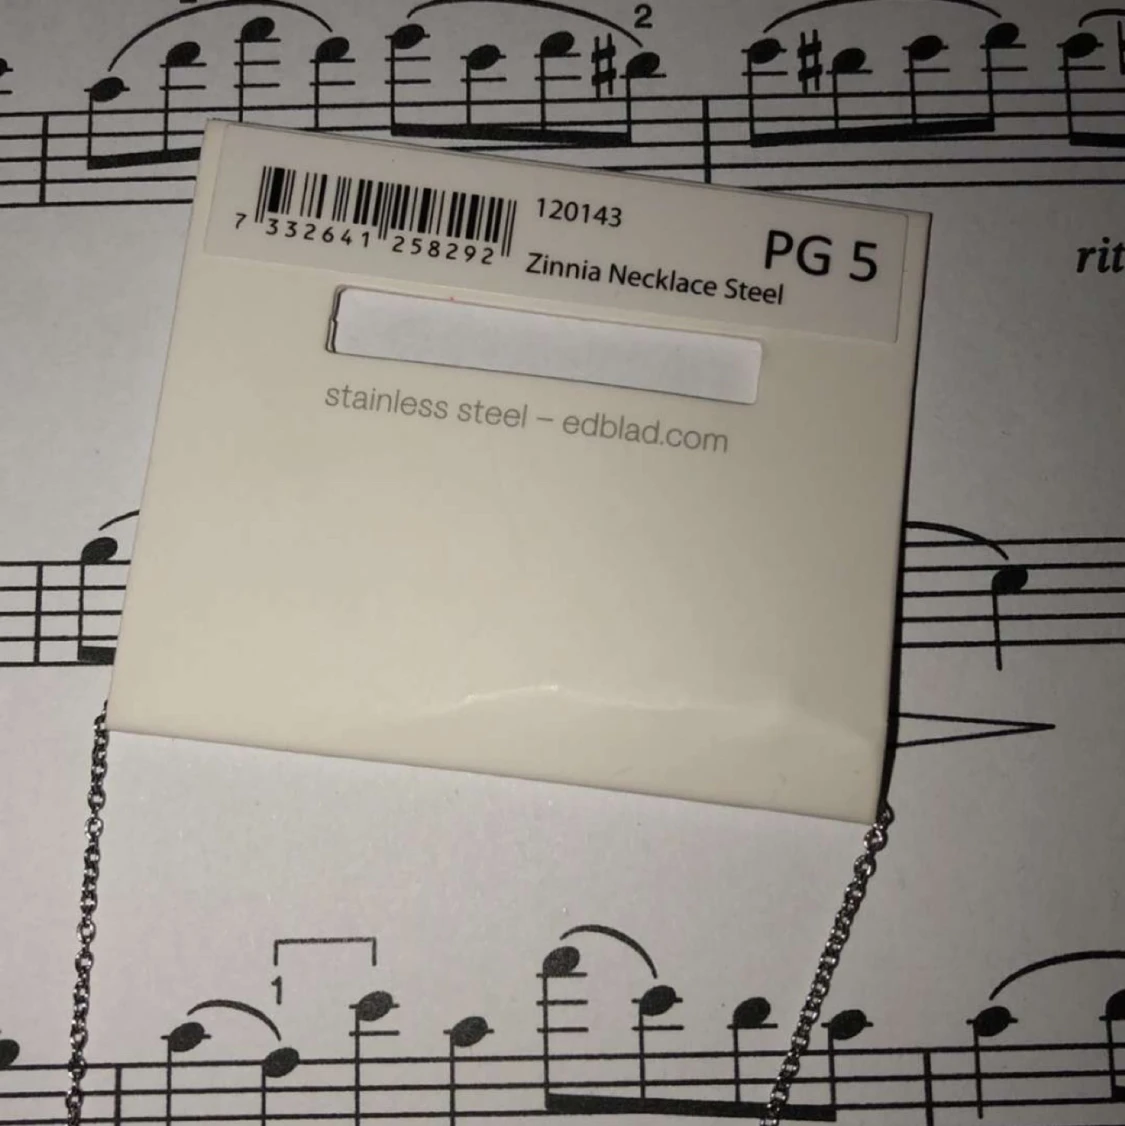 2
120143
PG 5
7 332641 258292
Zinnia Necklace Steel
rit
stainless steel – edblad.com
1